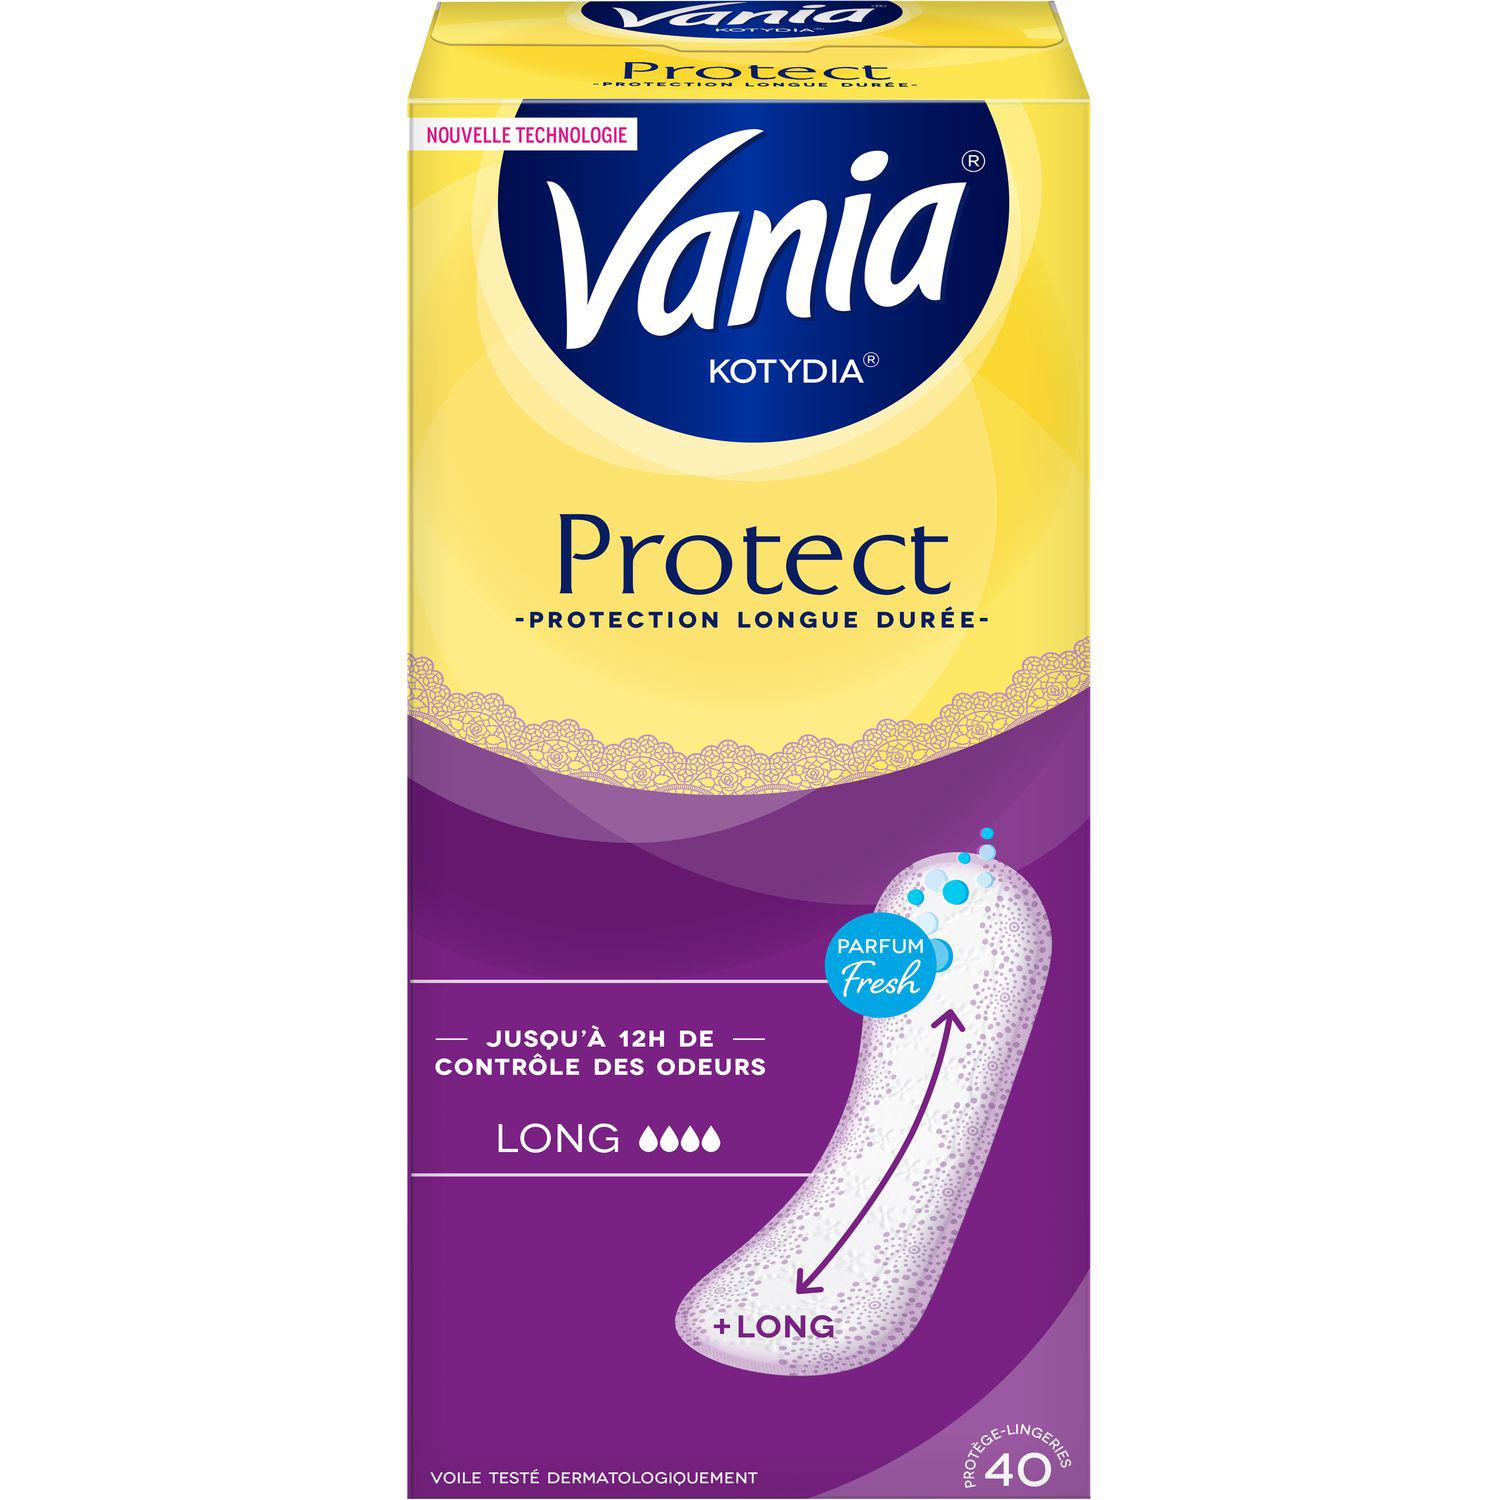 Vania®
KOTYDIA®
Protect
-PROTECTION LONGUE DURÉE-
NOUVELLE TECHNOLOGIE
Vania®
KOTYDIA®
Protect
-PROTECTION LONGUE DURÉE-
PARFUM
Fresh
JUSQU'À 12H DE
CONTRÔLE DES ODEURS
LONG
+LONG
VOILE TESTÉ DERMATOLOGIQUEMENT
PROTÈGE-LINGERIES
40